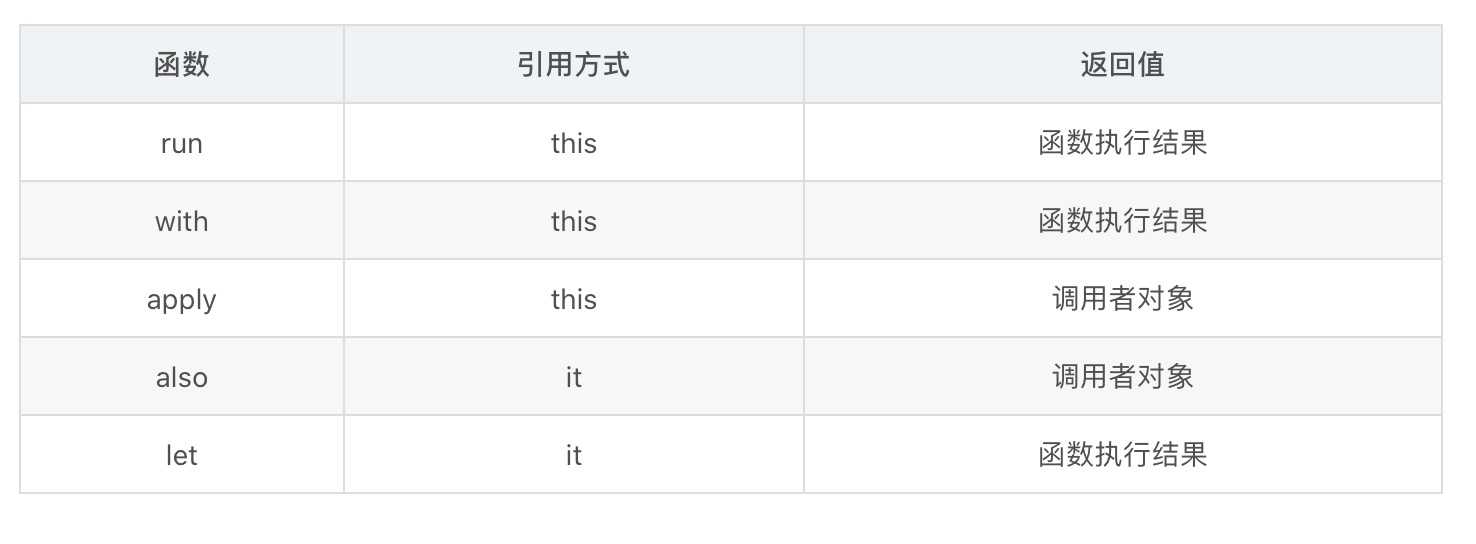 函数 引用方式 返回值
run this 函数执行结果
with this 函数执行结果
apply this 调用者对象
also it 调用者对象
let it 函数执行结果